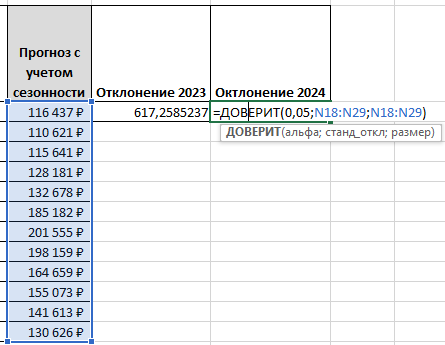 Прогноз с
учетом
сезонности
Отклонение 2023
Октлонение 2024
116 437 ₽
617,2585237
=ДОВЕРИТ(0,05;N18:N29;N18:N29)
110 621 ₽
ДОВЕРИТ(альфа; станд_откл; размер)
115 641 ₽
128 181 ₽
132 678 ₽
185 182 ₽
201 555 ₽
198 159 ₽
164 659 ₽
155 073 ₽
141 613 ₽
130 626 ₽